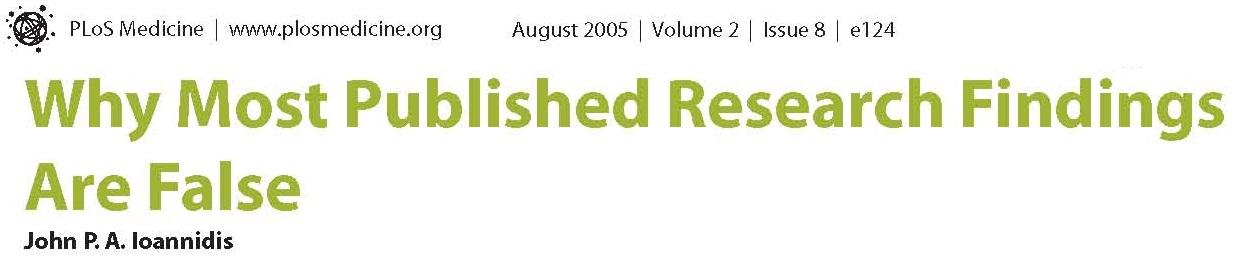 PLoS Medicine | www.plosmedicine.org August 2005 | Volume 2 | Issue 8 | e124
Why Most Published Research Findings
Are False
John P. A. Ioannidis